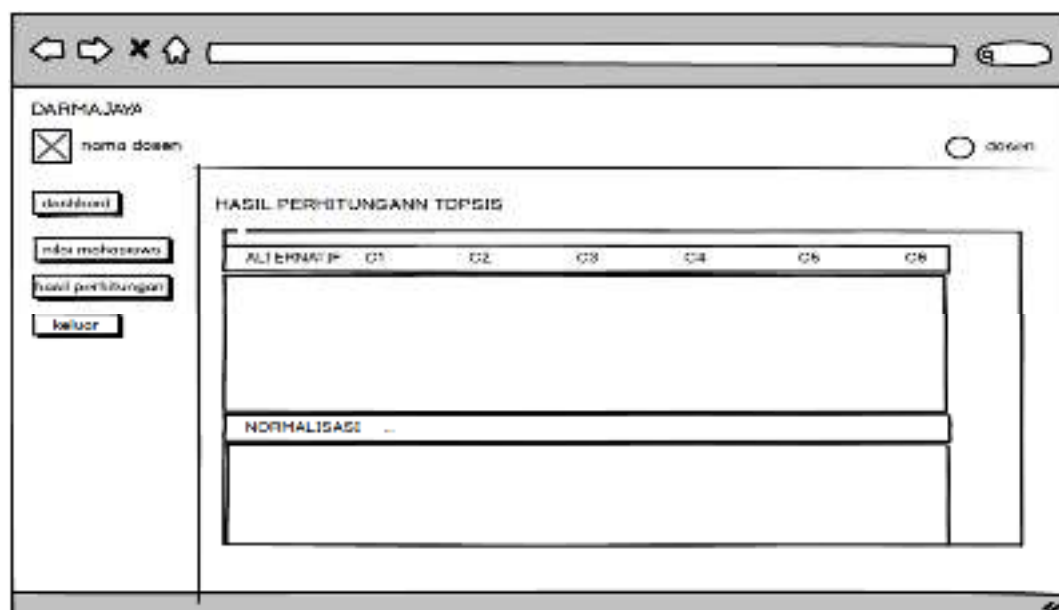 DARMAJAYA
nama dosen
dosen
dashbord
nilai mahasiswa
hasil perhitungan
keluar
HASIL PERHITUNGANN TOPSIS
ALTERNATIF C1 C2 C3 C4 C5 C6
NORMALISASI ...